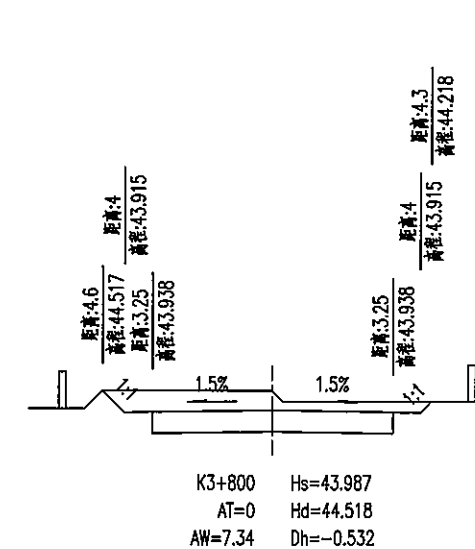 距离:4.3
高程:44.218
距离:4
高程:43.915
距离:4
高程:43.915
距离:4.6
高程:44.517
距离:3.25
高程:43.938
距离:3.25
高程:43.938
1:1
1.5%
1.5%
1:1
K3+800 Hs=43.987
AT=0 Hd=44.518
AW=7.34 Dh=-0.532